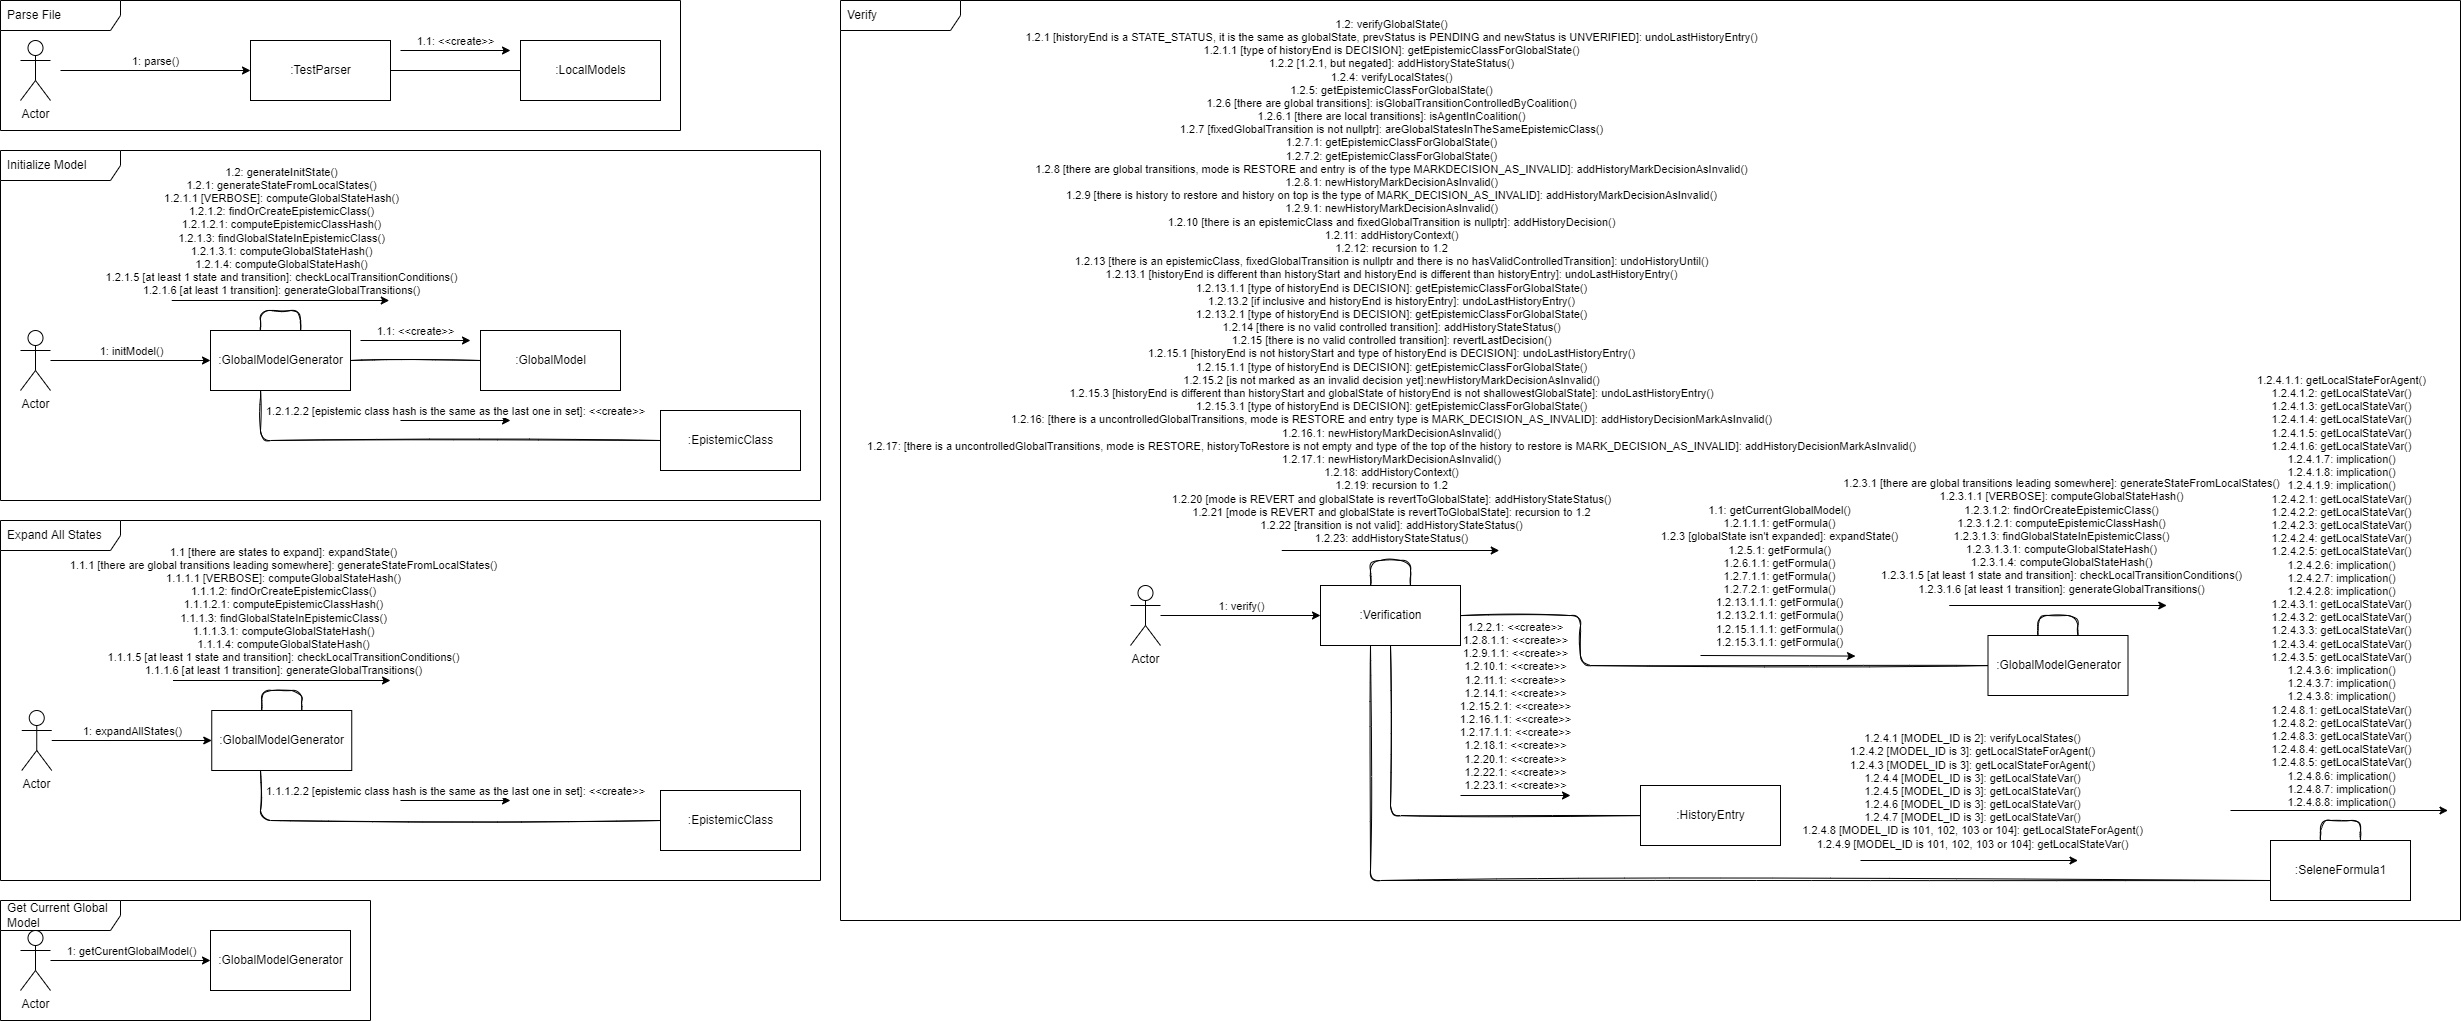 Parse File
1: parse()
:TestParser
1.1: <<create>>
:LocalModels
Actor
Initialize Model
1.2: generateInitState()
1.2.1: generateStateFromLocalStates()
1.2.1.1 [VERBOSE]: computeGlobalStateHash()
1.2.1.2: findOrCreateEpistemicClass()
1.2.1.2.1: computeEpistemicClassHash()
1.2.1.3: findGlobalStateInEpistemicClass()
1.2.1.3.1: computeGlobalStateHash()
1.2.1.4: computeGlobalStateHash()
1.2.1.5 [at least 1 state and transition]: checkLocalTransitionConditions()
1.2.1.6 [at least 1 transition]: generateGlobalTransitions()
1: initModel()
:GlobalModelGenerator
1.1: <<create>>
:GlobalModel
Actor
1.2.1.2.2 [epistemic class hash is the same as the last one in set]: <<create>>
:EpistemicClass
Expand All States
1.1 [there are states to expand]: expandState()
1.1.1 [there are global transitions leading somewhere]: generateStateFromLocalStates()
1.1.1.1 [VERBOSE]: computeGlobalStateHash()
1.1.1.2: findOrCreateEpistemicClass()
1.1.1.2.1: computeEpistemicClassHash()
1.1.1.3: findGlobalStateInEpistemicClass()
1.1.1.3.1: computeGlobalStateHash()
1.1.1.4: computeGlobalStateHash()
1.1.1.5 [at least 1 state and transition]: checkLocalTransitionConditions()
1.1.1.6 [at least 1 transition]: generateGlobalTransitions()
1: expandAllStates()
:GlobalModelGenerator
Actor
1.1.1.2.2 [epistemic class hash is the same as the last one in set]: <<create>>
:EpistemicClass
Get Current Global
Model
1: getCurentGlobalModel()
:GlobalModelGenerator
Actor
Verify
1.2: verifyGlobalState()
1.2.1 [historyEnd is a STATE_STATUS, it is the same as globalState, prevStatus is PENDING and newStatus is UNVERIFIED]: undoLastHistoryEntry()
1.2.1.1 [type of historyEnd is DECISION]: getEpistemicClassForGlobalState()
1.2.2 [1.2.1, but negated]: addHistoryStateStatus()
1.2.4: verifyLocalStates()
1.2.5: getEpistemicClassForGlobalState()
1.2.6 [there are global transitions]: isGlobalTransitionControlledByCoalition()
1.2.6.1 [there are local transitions]: isAgentInCoalition()
1.2.7 [fixedGlobalTransition is not nullptr]: areGlobalStatesInTheSameEpistemicClass()
1.2.7.1: getEpistemicClassForGlobalState()
1.2.7.2: getEpistemicClassForGlobalState()
1.2.8 [there are global transitions, mode is RESTORE and entry is of the type MARKDECISION_AS_INVALID]: addHistoryMarkDecisionAsInvalid()
1.2.8.1: newHistoryMarkDecisionAsInvalid()
1.2.9 [there is history to restore and history on top is the type of MARK_DECISION_AS_INVALID]: addHistoryMarkDecisionAsInvalid()
1.2.9.1: newHistoryMarkDecisionAsInvalid()
1.2.10 [there is an epistemicClass and fixedGlobalTransition is nullptr]: addHistoryDecision()
1.2.11: addHistoryContext()
1.2.12: recursion to 1.2
1.2.13 [there is an epistemicClass, fixedGlobalTransition is nullptr and there is no hasValidControlledTransition]: undoHistoryUntil()
1.2.13.1 [historyEnd is different than historyStart and historyEnd is different than historyEntry]: undoLastHistoryEntry()
1.2.13.1.1 [type of historyEnd is DECISION]: getEpistemicClassForGlobalState()
1.2.13.2 [if inclusive and historyEnd is historyEntry]: undoLastHistoryEntry()
1.2.13.2.1 [type of historyEnd is DECISION]: getEpistemicClassForGlobalState()
1.2.14 [there is no valid controlled transition]: addHistoryStateStatus()
1.2.15 [there is no valid controlled transition]: revertLastDecision()
1.2.15.1 [historyEnd is not historyStart and type of historyEnd is DECISION]: undoLastHistoryEntry()
1.2.15.1.1 [type of historyEnd is DECISION]: getEpistemicClassForGlobalState()
1.2.15.2 [is not marked as an invalid decision yet]:newHistoryMarkDecisionAsInvalid()
1.2.15.3 [historyEnd is different than historyStart and globalState of historyEnd is not shallowestGlobalState]: undoLastHistoryEntry()
1.2.15.3.1 [type of historyEnd is DECISION]: getEpistemicClassForGlobalState()
1.2.16: [there is a uncontrolledGlobalTransitions, mode is RESTORE and entry type is MARK_DECISION_AS_INVALID]: addHistoryDecisionMarkAsInvalid()
1.2.16.1: newHistoryMarkDecisionAsInvalid()
1.2.17: [there is a uncontrolledGlobalTransitions, mode is RESTORE, historyToRestore is not empty and type of the top of the history to restore is MARK_DECISION_AS_INVALID]: addHistoryDecisionMarkAsInvalid()
1.2.17.1: newHistoryMarkDecisionAsInvalid()
1.2.18: addHistoryContext()
1.2.19: recursion to 1.2
1.2.20 [mode is REVERT and globalState is revertToGlobalState]: addHistoryStateStatus()
1.2.21 [mode is REVERT and globalState is revertToGlobalState]: recursion to 1.2
1.2.22 [transition is not valid]: addHistoryStateStatus()
1.2.23: addHistoryStateStatus()
1: verify()
:Verification
Actor
1.2.2.1: <<create>>
1.2.8.1.1: <<create>>
1.2.9.1.1: <<create>>
1.2.10.1: <<create>>
1.2.11.1: <<create>>
1.2.14.1: <<create>>
1.2.15.2.1: <<create>>
1.2.16.1.1: <<create>>
1.2.17.1.1: <<create>>
1.2.18.1: <<create>>
1.2.20.1: <<create>>
1.2.22.1: <<create>>
1.2.23.1: <<create>>
:HistoryEntry
1.1: getCurrentGlobalModel()
1.2.1.1.1: getFormula()
1.2.3 [globalState isn't expanded]: expandState()
1.2.5.1: getFormula()
1.2.6.1.1: getFormula()
1.2.7.1.1: getFormula()
1.2.7.2.1: getFormula()
1.2.13.1.1.1: getFormula()
1.2.13.2.1.1: getFormula()
1.2.15.1.1.1: getFormula()
1.2.15.3.1.1: getFormula()
1.2.3.1 [there are global transitions leading somewhere]: generateStateFromLocalStates()
1.2.3.1.1 [VERBOSE]: computeGlobalStateHash()
1.2.3.1.2: findOrCreateEpistemicClass()
1.2.3.1.2.1: computeEpistemicClassHash()
1.2.3.1.3: findGlobalStateInEpistemicClass()
1.2.3.1.3.1: computeGlobalStateHash()
1.2.3.1.4: computeGlobalStateHash()
1.2.3.1.5 [at least 1 state and transition]: checkLocalTransitionConditions()
1.2.3.1.6 [at least 1 transition]: generateGlobalTransitions()
:GlobalModelGenerator
1.2.4.1 [MODEL_ID is 2]: verifyLocalStates()
1.2.4.2 [MODEL_ID is 3]: getLocalStateForAgent()
1.2.4.3 [MODEL_ID is 3]: getLocalStateForAgent()
1.2.4.4 [MODEL_ID is 3]: getLocalStateVar()
1.2.4.5 [MODEL_ID is 3]: getLocalStateVar()
1.2.4.6 [MODEL_ID is 3]: getLocalStateVar()
1.2.4.7 [MODEL_ID is 3]: getLocalStateVar()
1.2.4.8 [MODEL_ID is 101, 102, 103 or 104]: getLocalStateForAgent()
1.2.4.9 [MODEL_ID is 101, 102, 103 or 104]: getLocalStateVar()
1.2.4.1.1: getLocalStateForAgent()
1.2.4.1.2: getLocalStateVar()
1.2.4.1.3: getLocalStateVar()
1.2.4.1.4: getLocalStateVar()
1.2.4.1.5: getLocalStateVar()
1.2.4.1.6: getLocalStateVar()
1.2.4.1.7: implication()
1.2.4.1.8: implication()
1.2.4.1.9: implication()
1.2.4.2.1: getLocalStateVar()
1.2.4.2.2: getLocalStateVar()
1.2.4.2.3: getLocalStateVar()
1.2.4.2.4: getLocalStateVar()
1.2.4.2.5: getLocalStateVar()
1.2.4.2.6: implication()
1.2.4.2.7: implication()
1.2.4.2.8: implication()
1.2.4.3.1: getLocalStateVar()
1.2.4.3.2: getLocalStateVar()
1.2.4.3.3: getLocalStateVar()
1.2.4.3.4: getLocalStateVar()
1.2.4.3.5: getLocalStateVar()
1.2.4.3.6: implication()
1.2.4.3.7: implication()
1.2.4.3.8: implication()
1.2.4.8.1: getLocalStateVar()
1.2.4.8.2: getLocalStateVar()
1.2.4.8.3: getLocalStateVar()
1.2.4.8.4: getLocalStateVar()
1.2.4.8.5: getLocalStateVar()
1.2.4.8.6: implication()
1.2.4.8.7: implication()
1.2.4.8.8: implication()
:SeleneFormula1